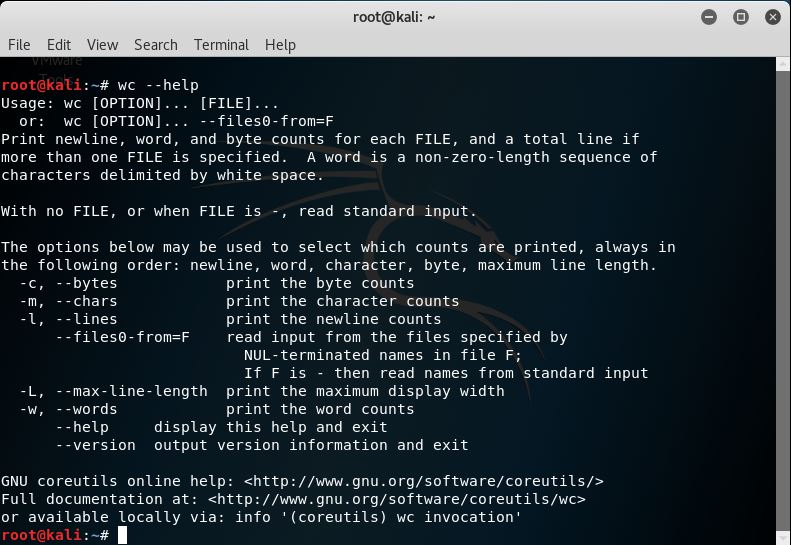 root@kali: ~
File Edit View Search Terminal Help
VMware
Tools
root@kali:~# wc --help
Usage: wc [OPTION]... [FILE]...
  or:  wc [OPTION]... --files0-from=F
Print newline, word, and byte counts for each FILE, and a total line if
more than one FILE is specified.  A word is a non-zero-length sequence of
characters delimited by white space.

With no FILE, or when FILE is -, read standard input.

The options below may be used to select which counts are printed, always in
the following order: newline, word, character, byte, maximum line length.
  -c, --bytes            print the byte counts
  -m, --chars            print the character counts
  -l, --lines            print the newline counts
      --files0-from=F    read input from the files specified by
                           NUL-terminated names in file F;
                           If F is - then read names from standard input
  -L, --max-line-length  print the maximum display width
  -w, --words            print the word counts
      --help     display this help and exit
      --version  output version information and exit

GNU coreutils online help: <http://www.gnu.org/software/coreutils/>
Full documentation at: <http://www.gnu.org/software/coreutils/wc>
or available locally via: info '(coreutils) wc invocation'
root@kali:~#